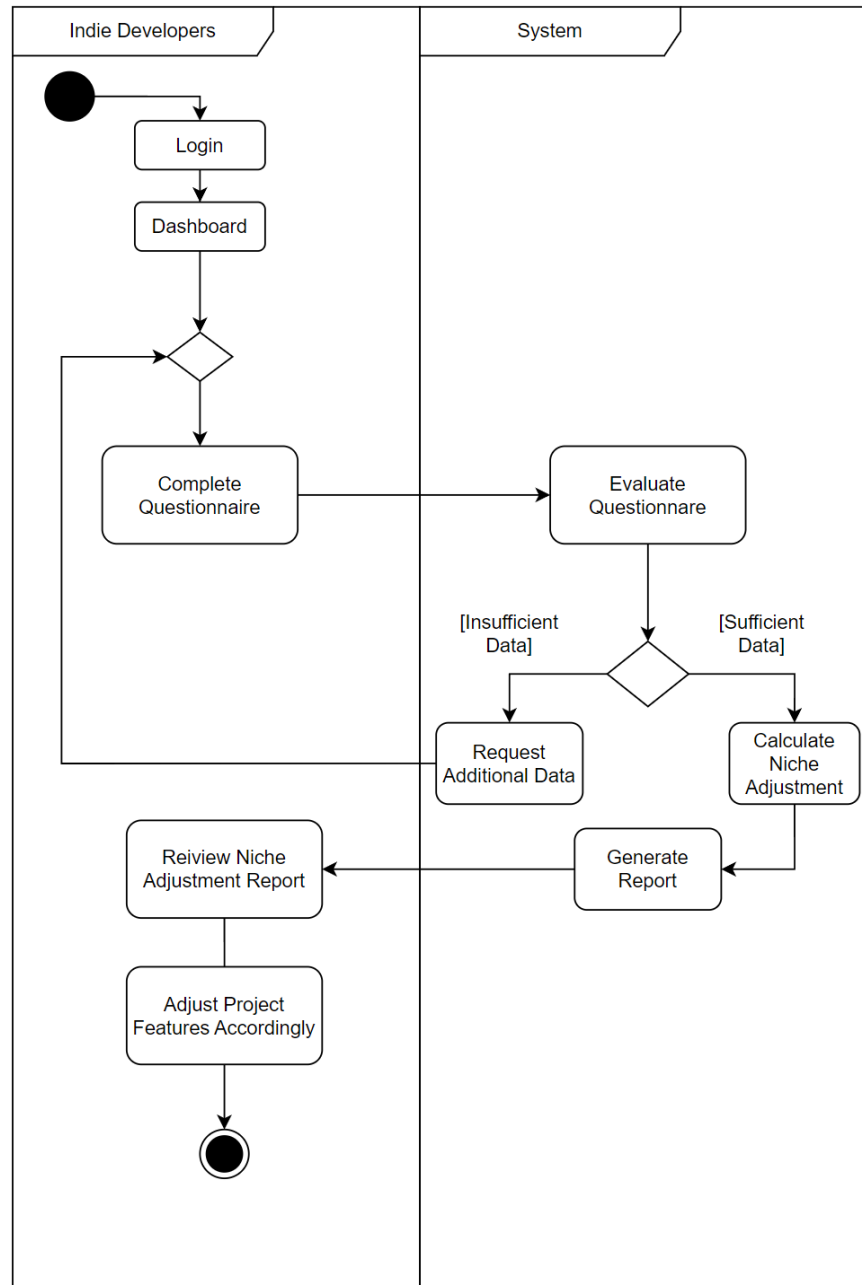 Indie Developers
System
Login
Dashboard
Complete
Questionnaire
Evaluate
Questionnare
[Insufficient
Data]
[Sufficient
Data]
Request
Additional Data
Calculate
Niche
Adjustment
Reiview Niche
Adjustment Report
Generate
Report
Adjust Project
Features Accordingly